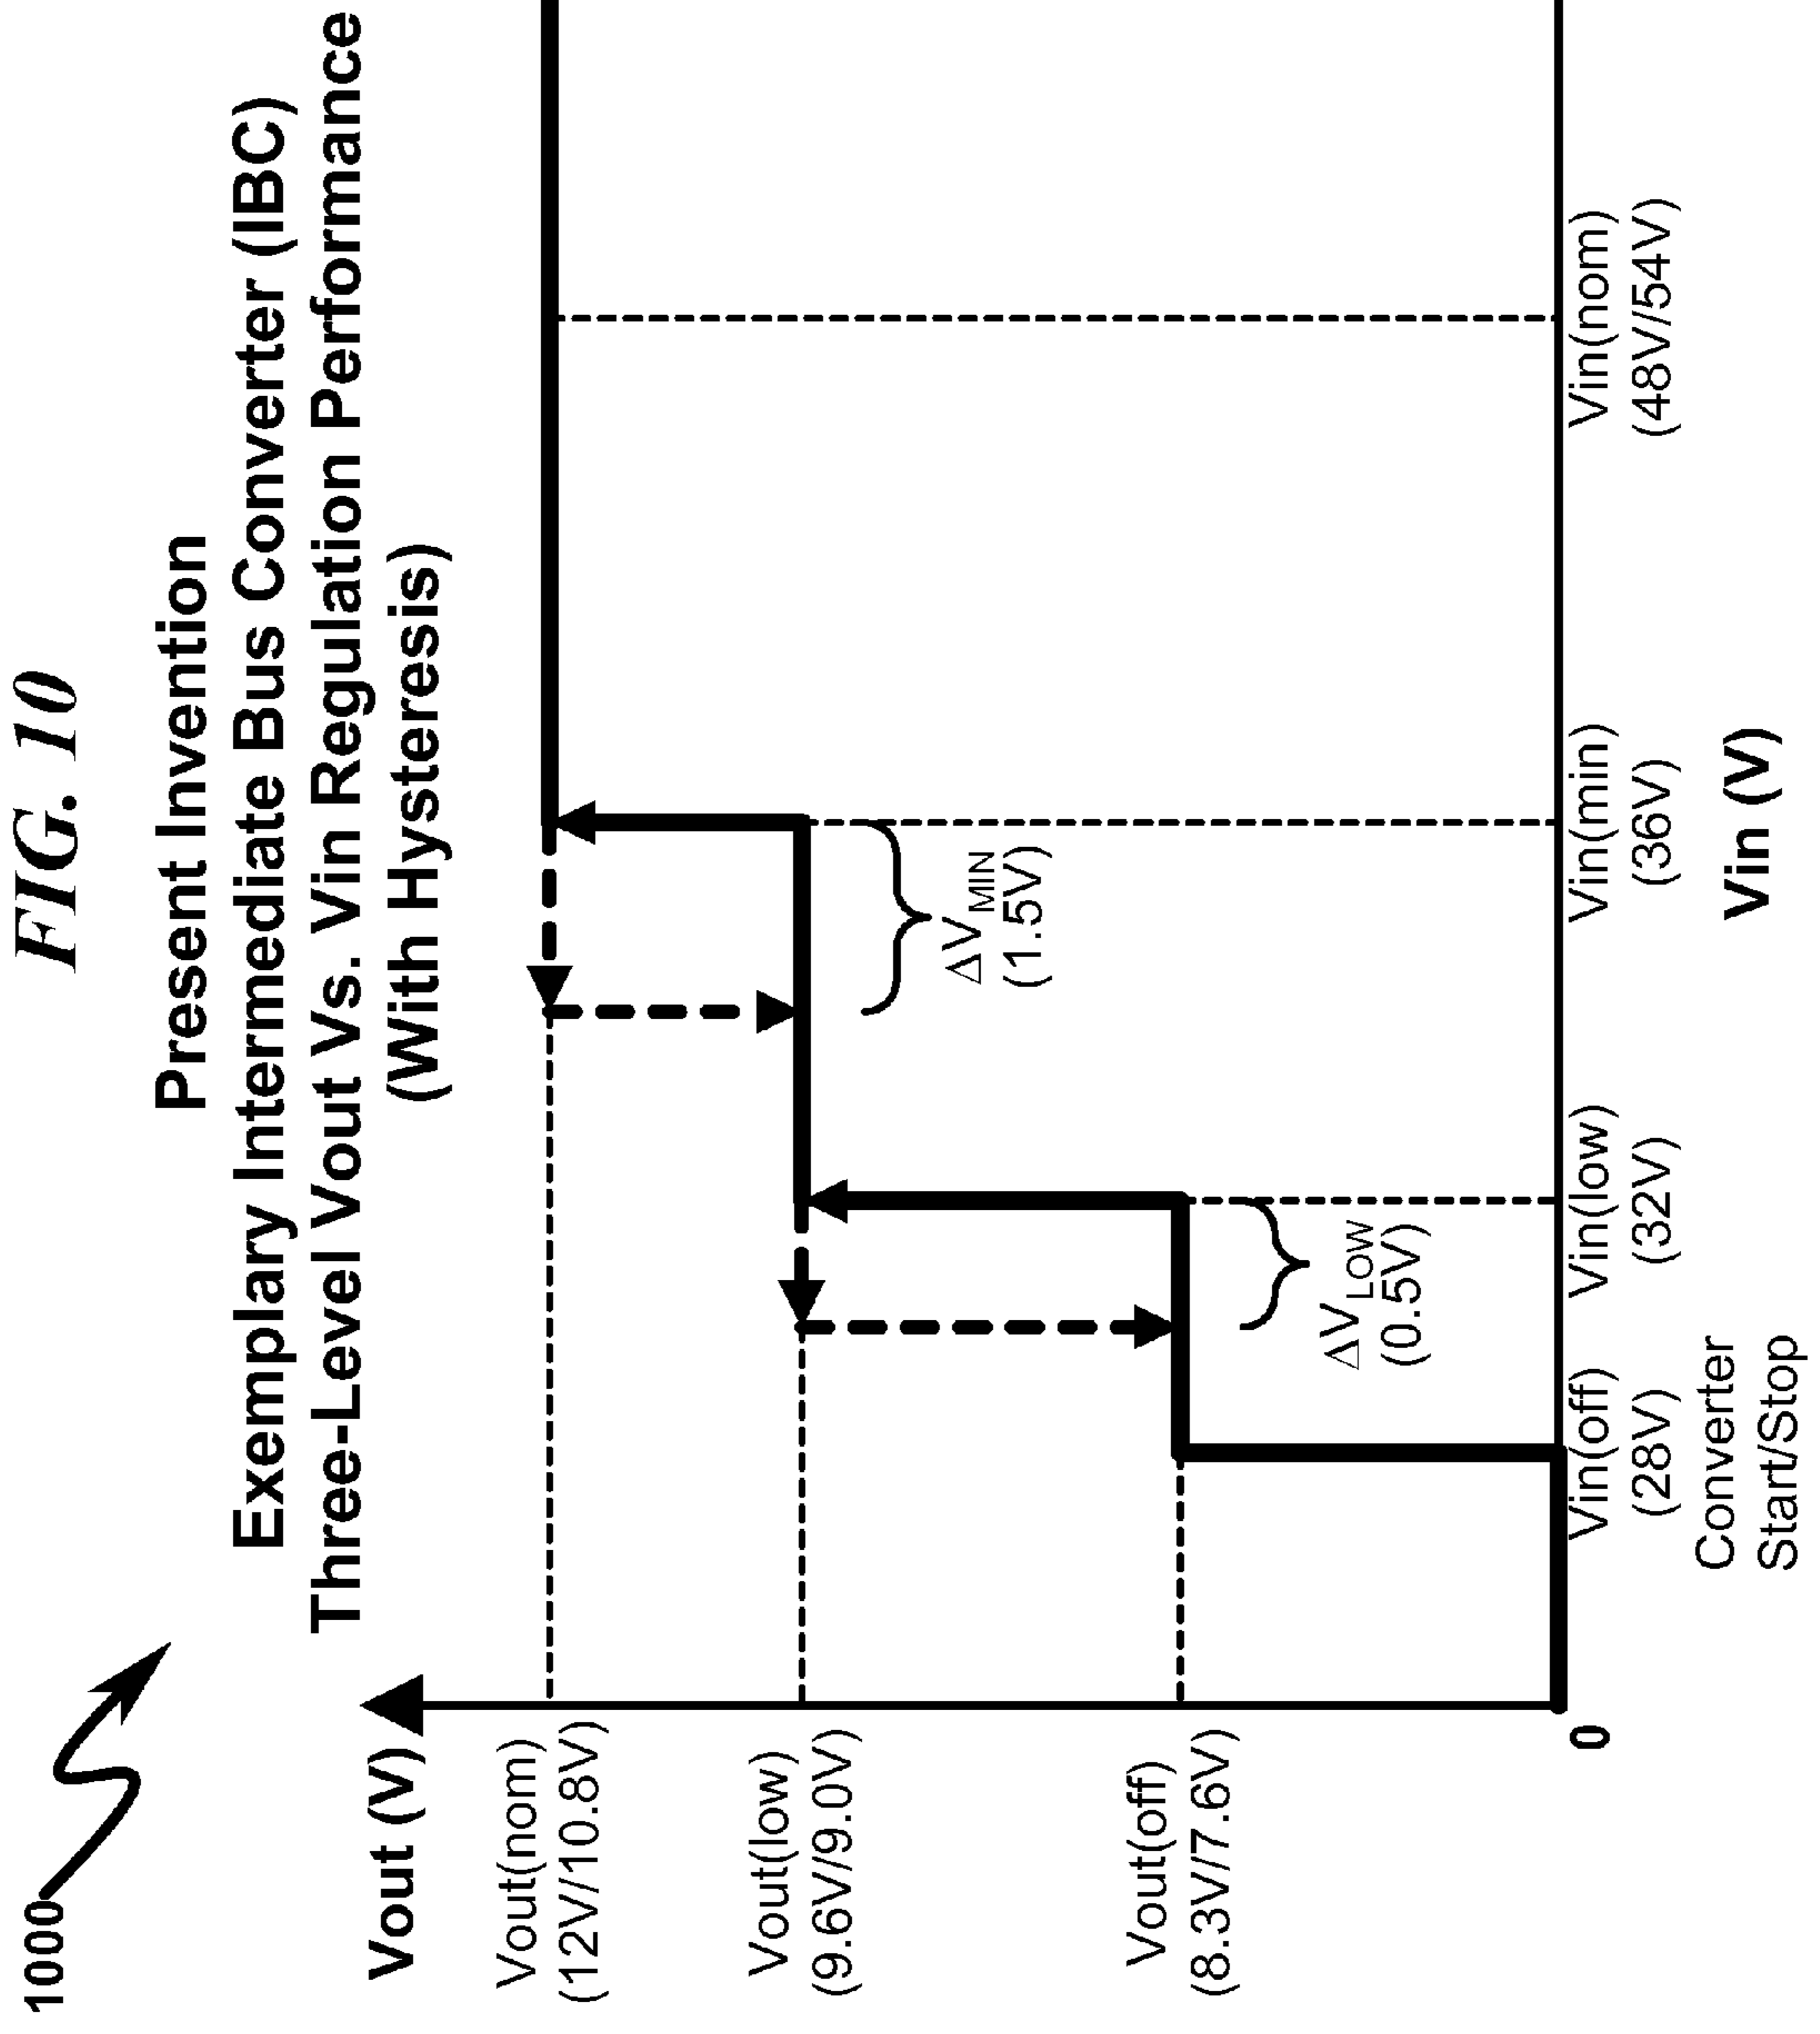 FIG. 10
1000
Present Invention
Exemplary Intermediate Bus Converter (IBC)
Three-Level Vout Vs. Vin Regulation Performance
(With Hysteresis)
Vout (V)
Vout(nom)
(12V/10.8V)
Vout(low)
(9.6V/9.0V)
Vout(off)
(8.3V/7.6V)
ΔVMIN
(1.5V)
ΔVLOW
(0.5V)
0
Vin(off)
(28V)
Converter
Start/Stop
Vin(low)
(32V)
Vin(min)
(36V)
Vin(nom)
(48V/54V)
Vin (V)